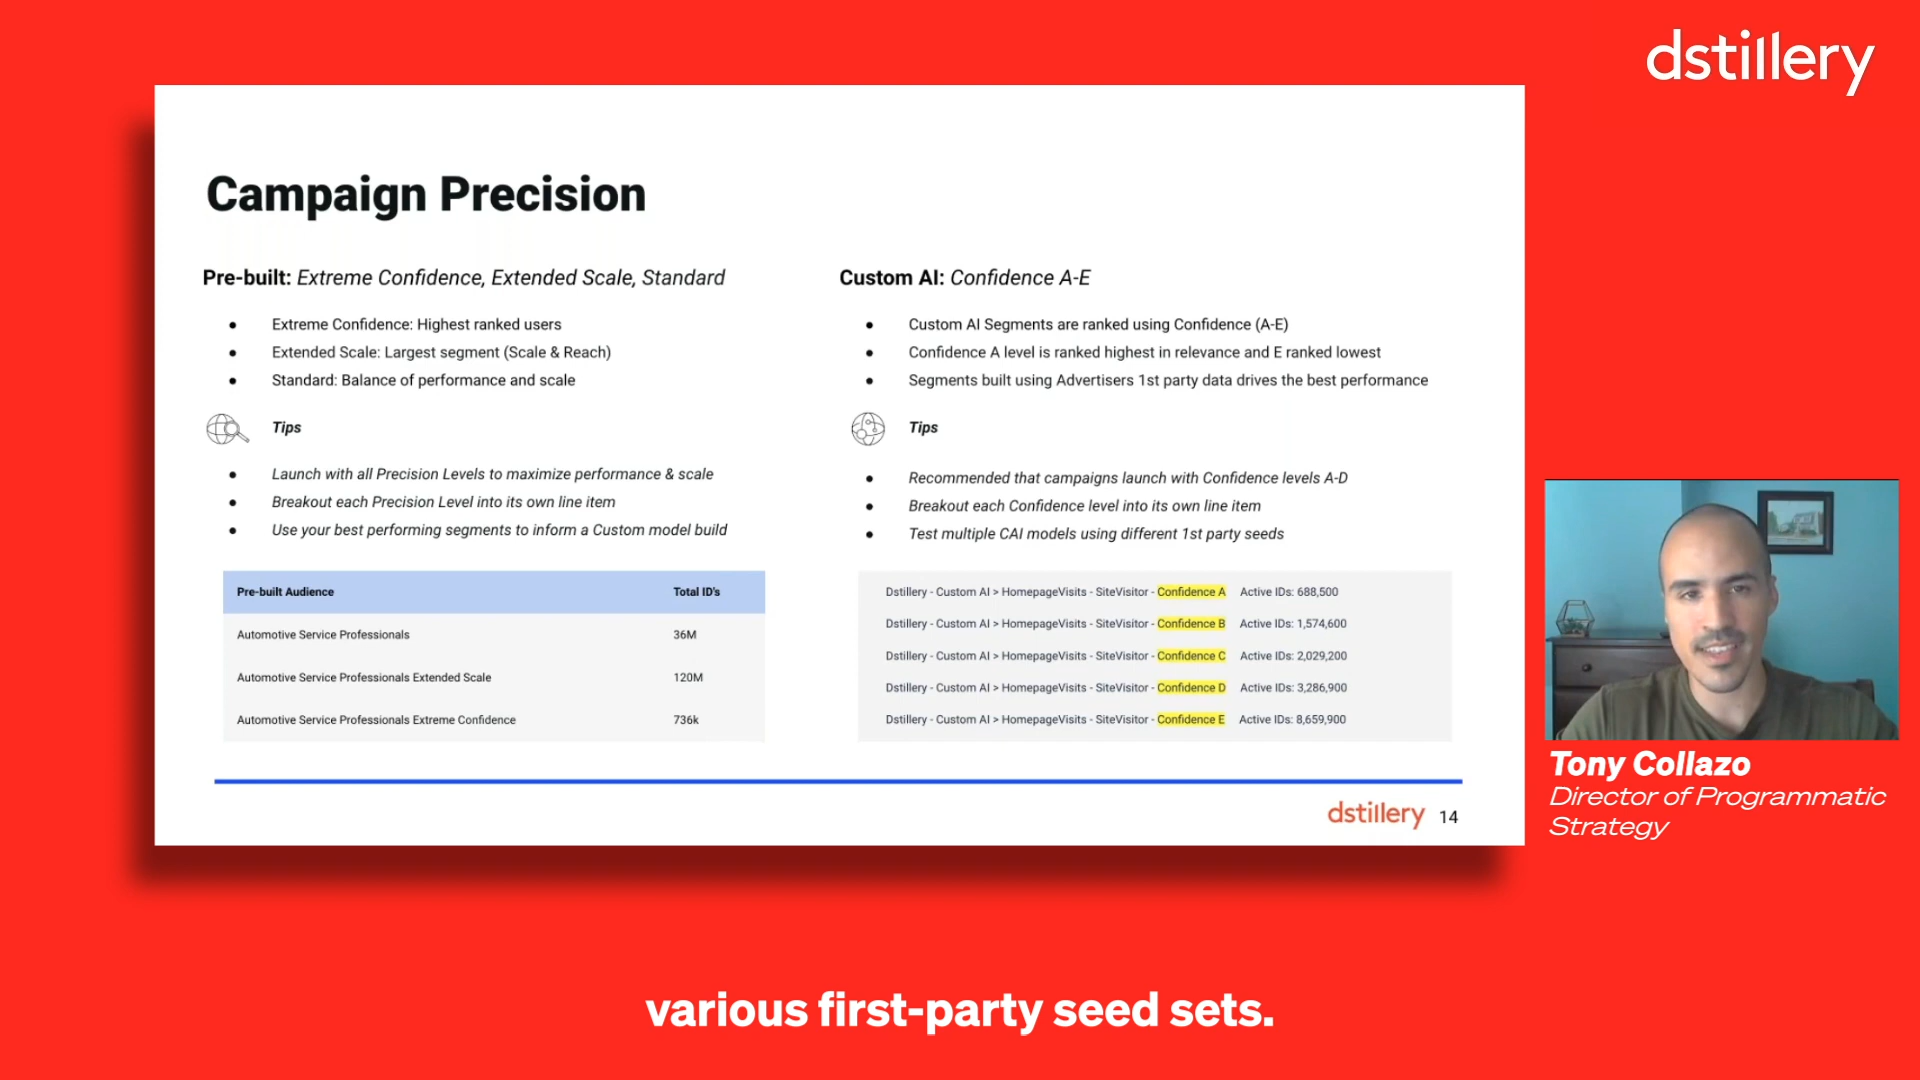 dstillery
Campaign Precision
Pre-built: Extreme Confidence, Extended Scale, Standard
• Extreme Confidence: Highest ranked users
• Extended Scale: Largest segment (Scale & Reach)
• Standard: Balance of performance and scale
Tips
• Launch with all Precision Levels to maximize performance & scale
• Breakout each Precision Level into its own line item
• Use your best performing segments to inform a Custom model build
Pre-built Audience Total ID's
Automotive Service Professionals 36M
Automotive Service Professionals Extended Scale 120M
Automotive Service Professionals Extreme Confidence 736k
Custom AI: Confidence A-E
• Custom AI Segments are ranked using Confidence (A-E)
• Confidence A level is ranked highest in relevance and E ranked lowest
• Segments built using Advertisers 1st party data drives the best performance
Tips
• Recommended that campaigns launch with Confidence levels A-D
• Breakout each Confidence level into its own line item
• Test multiple CAI models using different 1st party seeds
Dstillery - Custom AI > HomepageVisits - SiteVisitor - Confidence A Active IDs: 688,500
Dstillery - Custom AI > HomepageVisits - SiteVisitor - Confidence B Active IDs: 1,574,600
Dstillery - Custom AI > HomepageVisits - SiteVisitor - Confidence C Active IDs: 2,029,200
Dstillery - Custom AI > HomepageVisits - SiteVisitor - Confidence D Active IDs: 3,286,900
Dstillery - Custom AI > HomepageVisits - SiteVisitor - Confidence E Active IDs: 8,659,900
dstillery 14
Tony Collazo
Director of Programmatic
Strategy
various first-party seed sets.